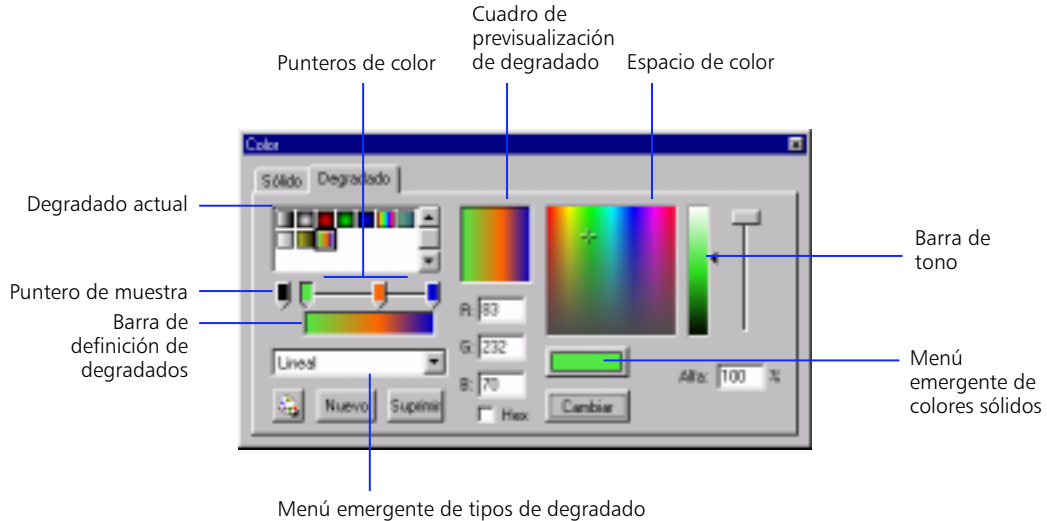 Cuadro de
previsualización
de degradado
Punteros de color
Espacio de color
Color
Sólido
Degradado
Degradado actual
Barra de
tono
Puntero de muestra
R: 83
Barra de
definición de
degradados
G: 232
Lineal
B: 70
Alfa: 100 %
Menú
emergente de
colores sólidos
Nuevo
Suprimir
Hex
Cambiar
Menú emergente de tipos de degradado